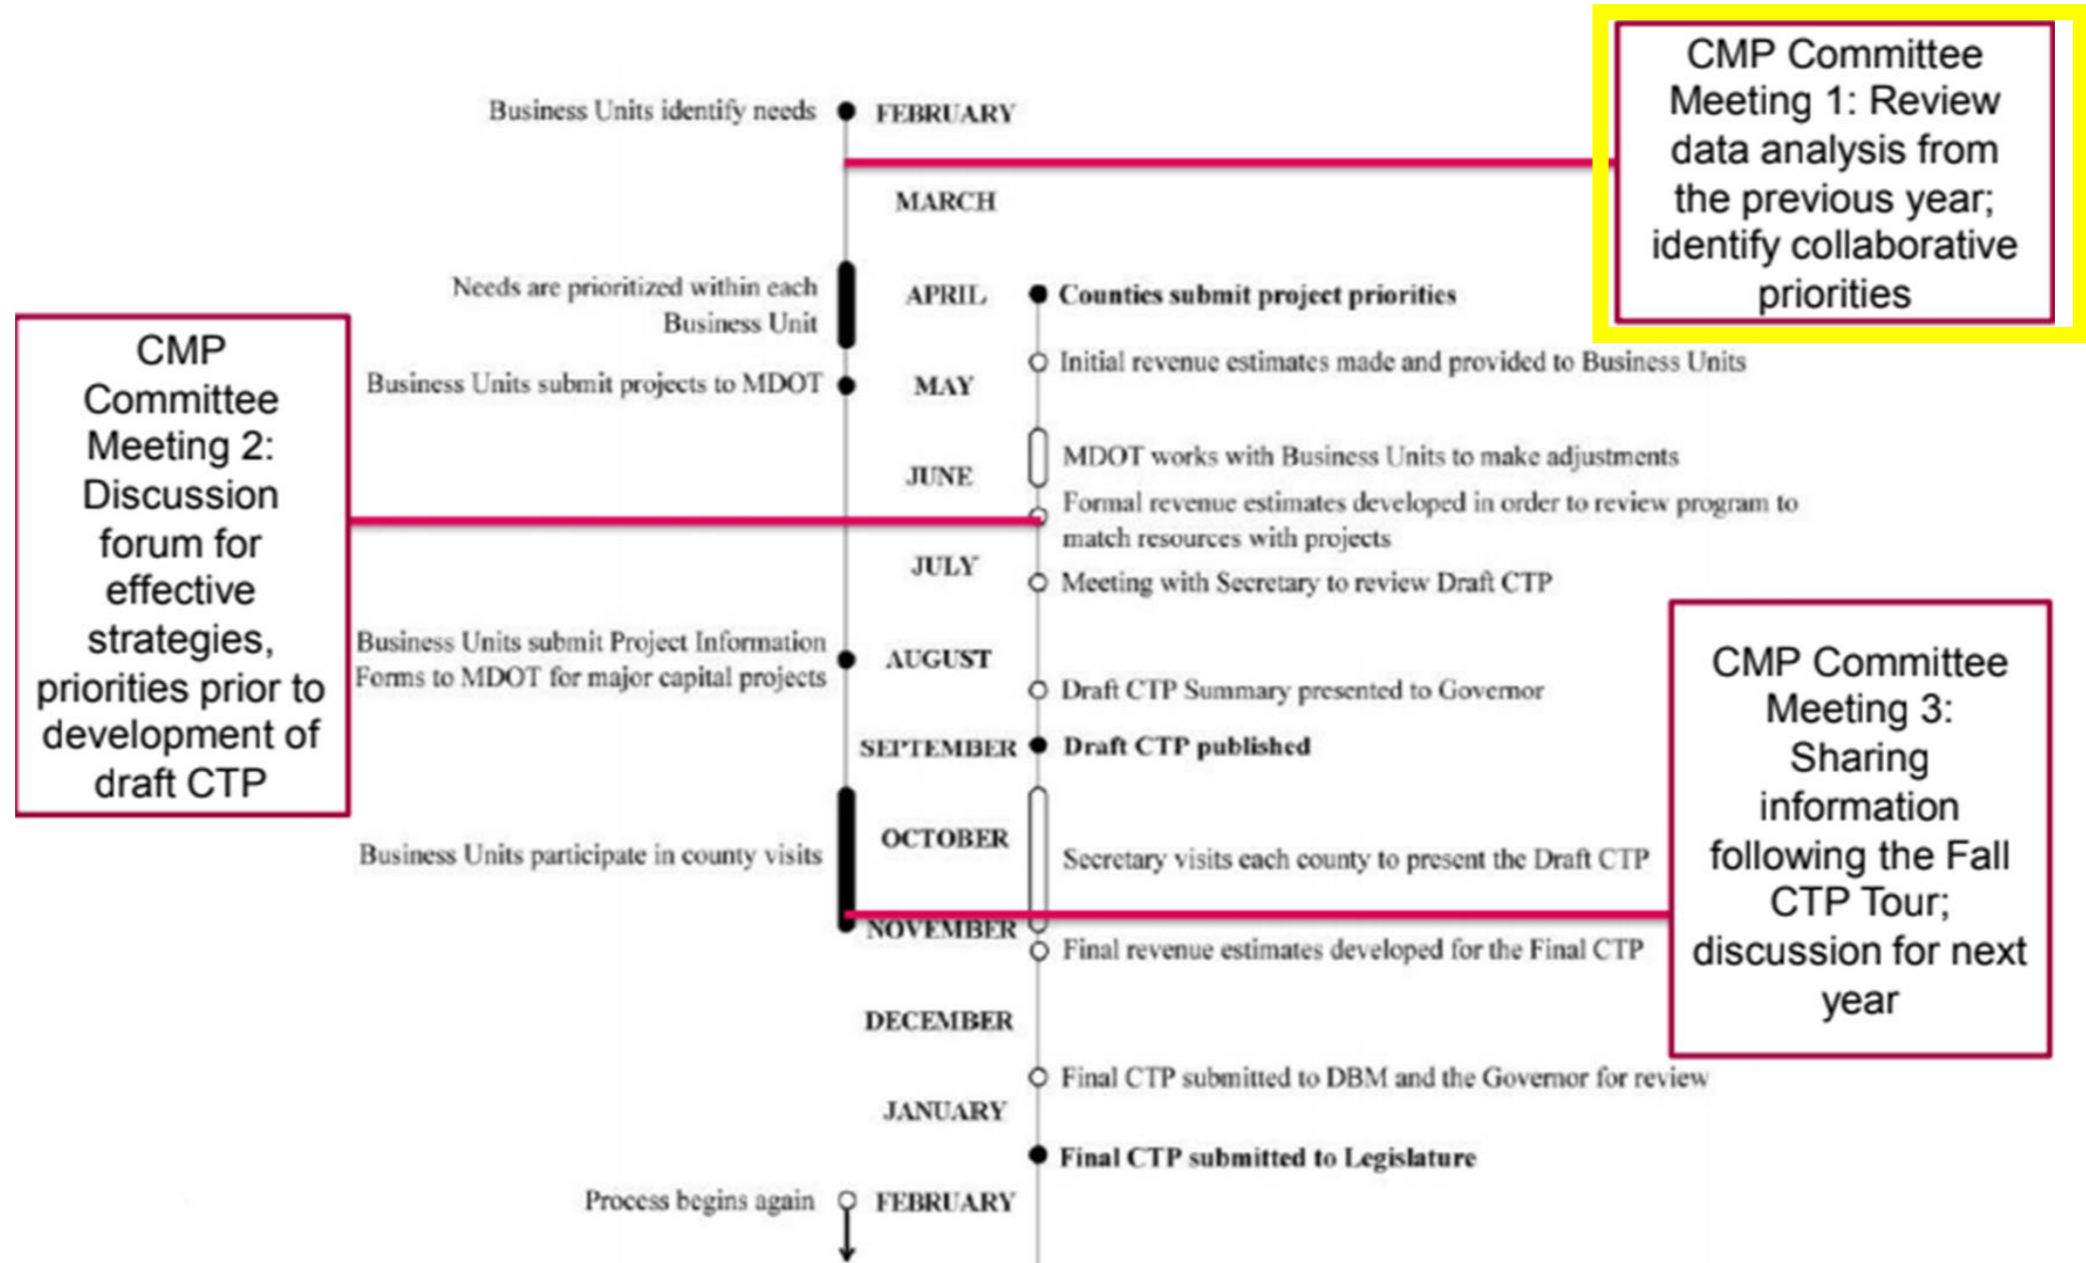 CMP Committee
Meeting 1: Review
data analysis from
the previous year;
identify collaborative
priorities
Business Units identify needs
FEBRUARY
MARCH
Needs are prioritized within each
Business Unit
APRIL
Counties submit project priorities
Initial revenue estimates made and provided to Business Units
Business Units submit projects to MDOT
MAY
CMP
Committee
Meeting 2:
Discussion
forum for
effective
strategies,
priorities prior to
development of
draft CTP
MDOT works with Business Units to make adjustments
JUNE
Formal revenue estimates developed in order to review program to
match resources with projects
JULY
Meeting with Secretary to review Draft CTP
Business Units submit Project Information
Forms to MDOT for major capital projects
AUGUST
Draft CTP Summary presented to Governor
SEPTEMBER
Draft CTP published
CMP Committee
Meeting 3:
Sharing
information
following the Fall
CTP Tour;
discussion for next
year
OCTOBER
Business Units participate in county visits
Secretary visits each county to present the Draft CTP
NOVEMBER
Final revenue estimates developed for the Final CTP
DECEMBER
Final CTP submitted to DBM and the Governor for review
JANUARY
Final CTP submitted to Legislature
Process begins again
FEBRUARY